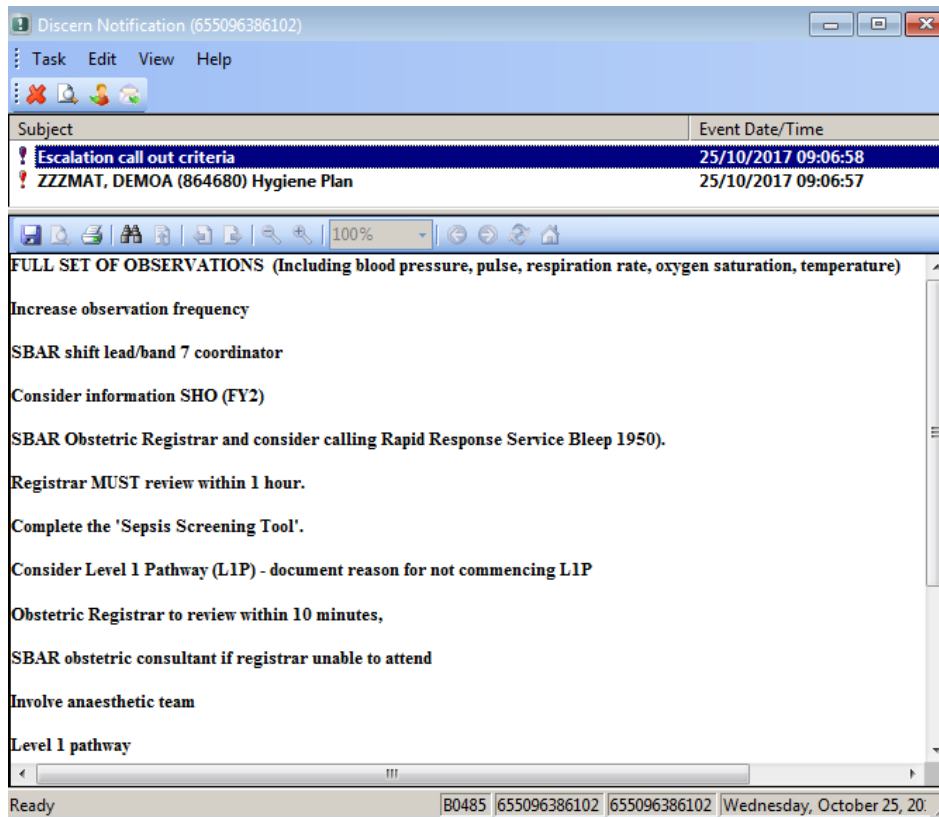 Discern Notification (655096386102)
Task Edit View Help
Subject Event Date/Time
Escalation call out criteria 25/10/2017 09:06:58
ZZZMAT, DEMOA (864680) Hygiene Plan 25/10/2017 09:06:57
100%
FULL SET OF OBSERVATIONS (Including blood pressure, pulse, respiration rate, oxygen saturation, temperature)
Increase observation frequency
SBAR shift lead/band 7 coordinator
Consider information SHO (FY2)
SBAR Obstetric Registrar and consider calling Rapid Response Service Bleep 1950).
Registrar MUST review within 1 hour.
Complete the 'Sepsis Screening Tool'.
Consider Level 1 Pathway (L1P) - document reason for not commencing L1P
Obstetric Registrar to review within 10 minutes,
SBAR obstetric consultant if registrar unable to attend
Involve anaesthetic team
Level 1 pathway
Ready B0485 655096386102 655096386102 Wednesday, October 25, 20